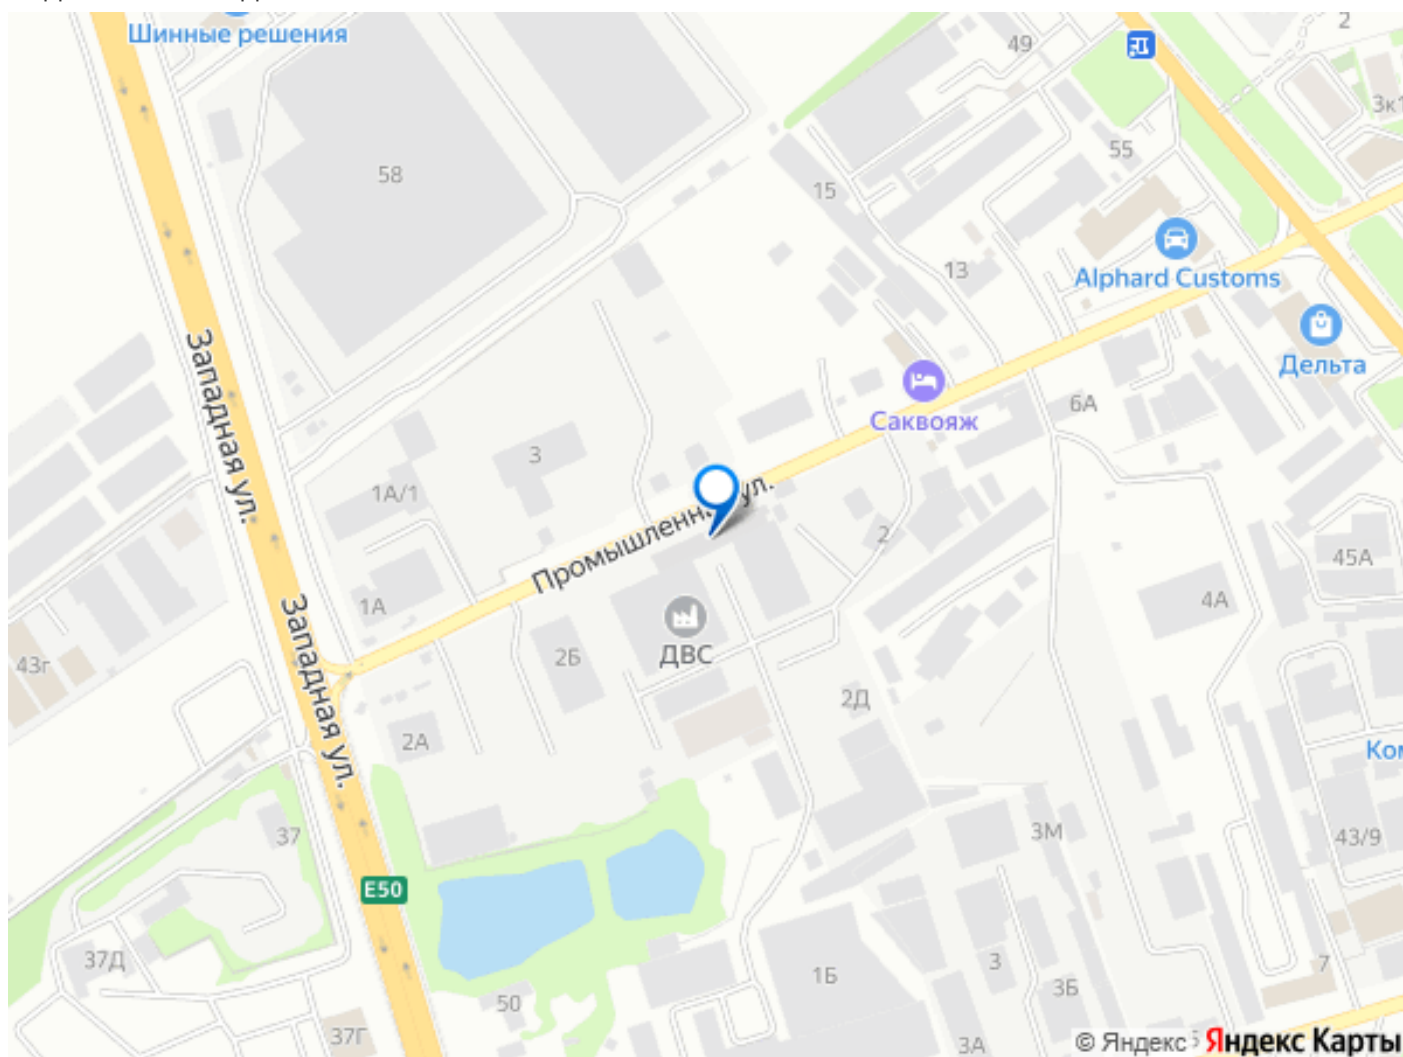 Шинные решения
2
49
3к1
58
55
15
Alphard Customs
13
Дельта
Западная ул.
6А
Саквояж
3
1А/1
Промышленн
ул.
2
45А
1А
4А
Западная ул.
ДВС
2Б
43г
2Д
2А
Ком
37
3М
43/9
Е50
37Д
1Б
3
7
3Б
50
37Г
3А
© Яндекс
Яндекс Карты